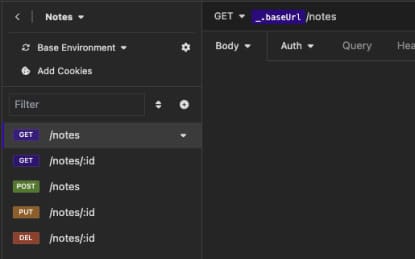 Notes
GET _.baseUrl /notes
Base Environment
Body Auth Query Hea
Add Cookies
Filter
GET /notes
GET /notes/:id
POST /notes
PUT /notes/:id
DEL /notes/:id